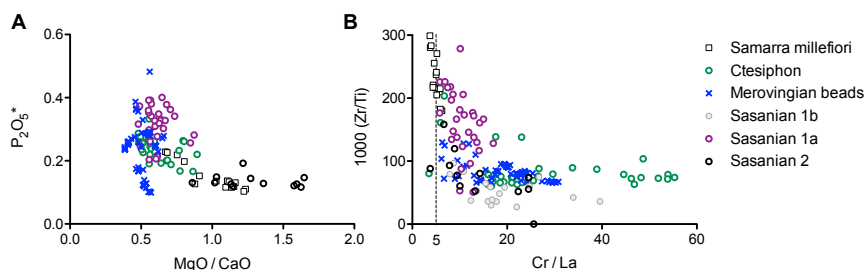 A
P₂O₅*
0.6
0.4
0.2
0.0
0.0 0.5 1.0 1.5 2.0
MgO / CaO
B
1000 (Zr/Ti)
300
200
100
0
0 5 20 40 60
Cr / La
Samarra millefiori
Ctesiphon
Merovingian beads
Sasanian 1b
Sasanian 1a
Sasanian 2